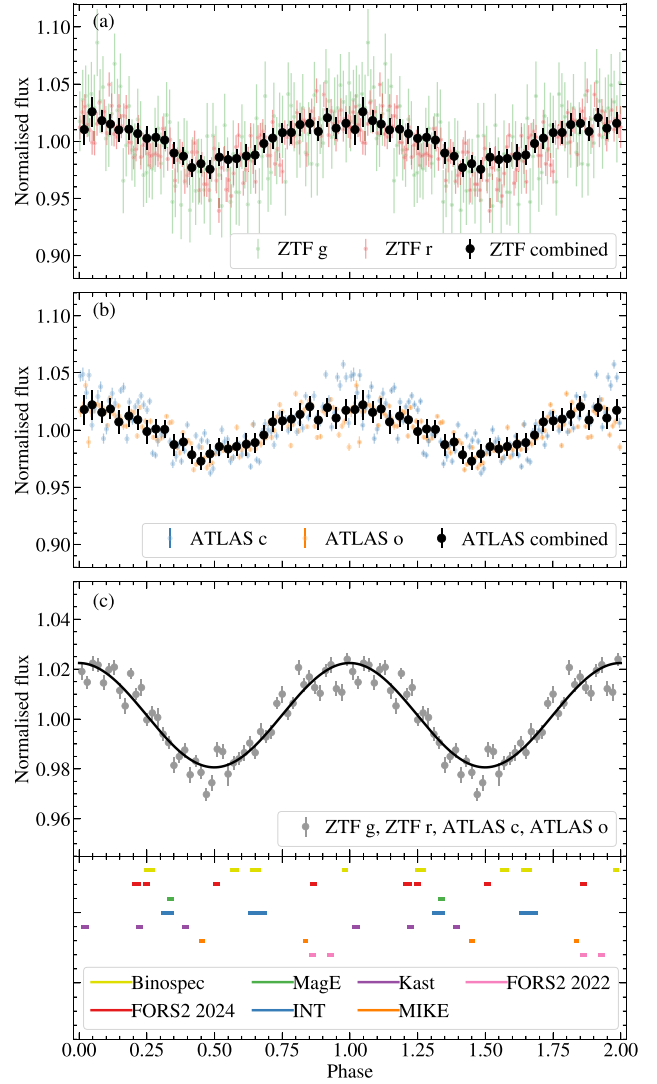 (a)
1.10
1.05
1.00
0.95
0.90
Normalised flux
ZTF g ZTF r ZTF combined
(b)
1.10
1.05
1.00
0.95
0.90
Normalised flux
ATLAS c ATLAS o ATLAS combined
(c)
1.04
1.02
1.00
0.98
0.96
Normalised flux
ZTF g, ZTF r, ATLAS c, ATLAS o
Binospec MagE Kast FORS2 2022
FORS2 2024 INT MIKE
0.00 0.25 0.50 0.75 1.00 1.25 1.50 1.75 2.00
Phase